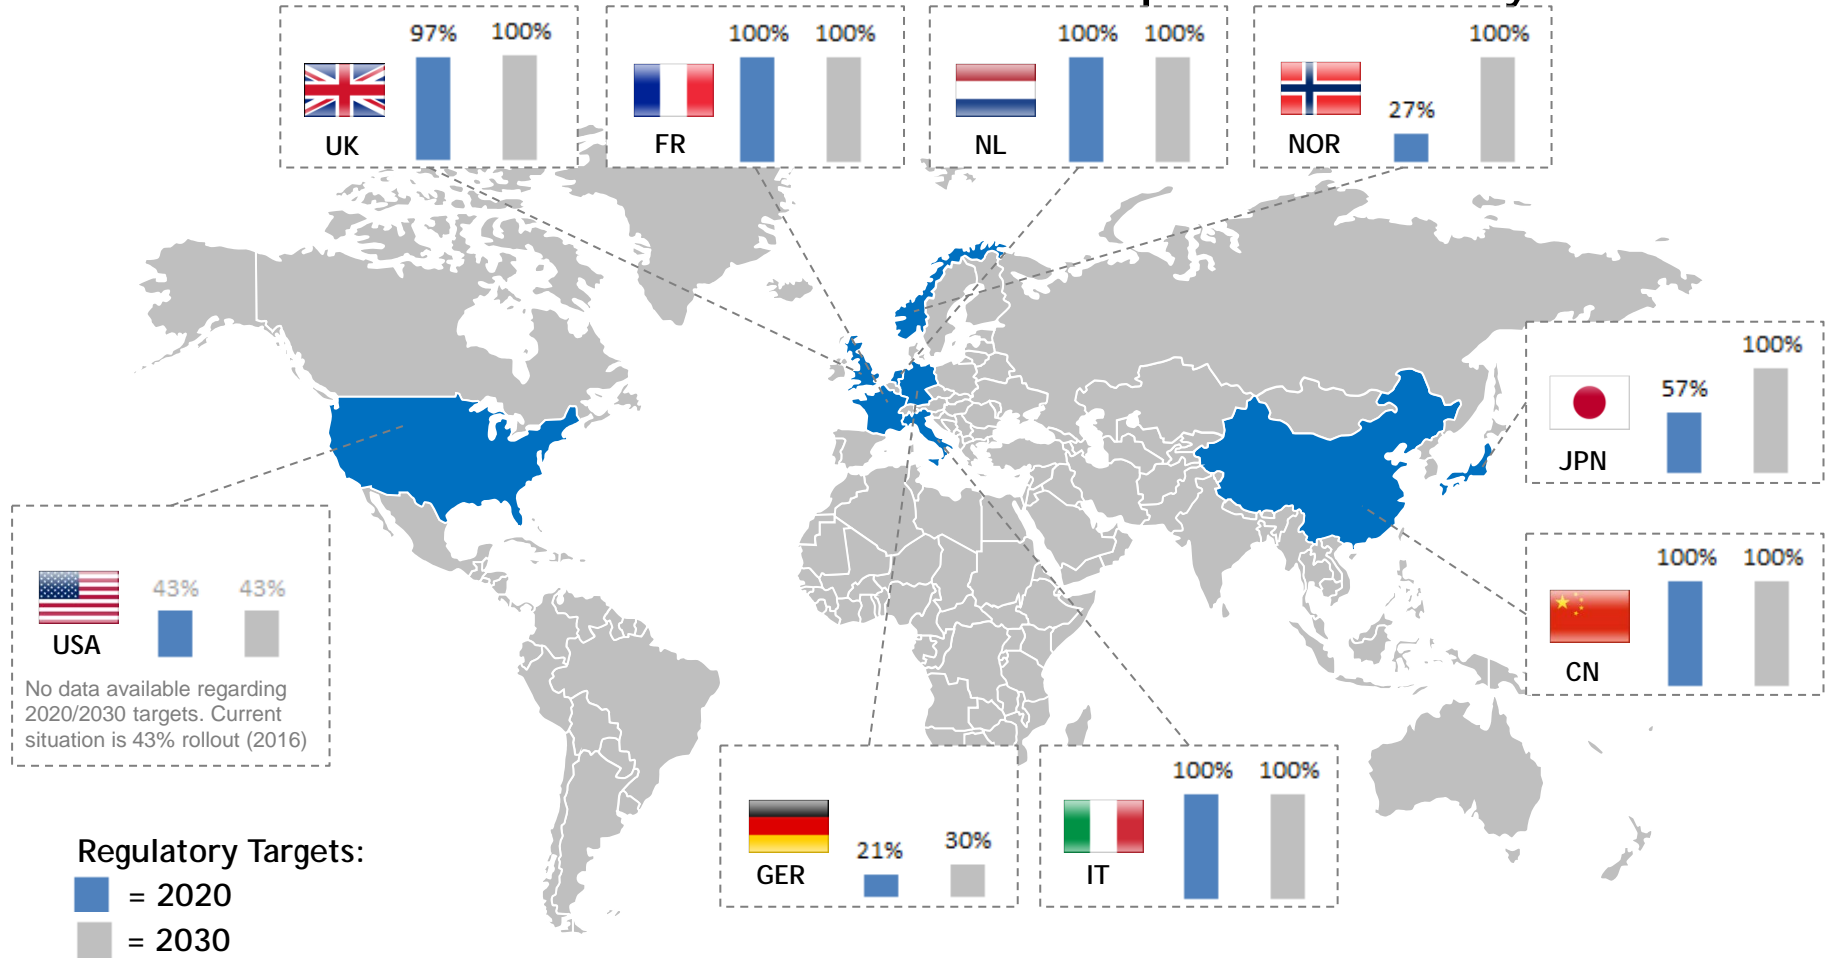 97% 100%
UK
100% 100%
FR
100% 100%
NL
27% 100%
NOR
57% 100%
JPN
100% 100%
CN
43% 43%
USA
No data available regarding
2020/2030 targets. Current
situation is 43% rollout (2016)
21% 30%
GER
100% 100%
IT
Regulatory Targets:
= 2020
= 2030